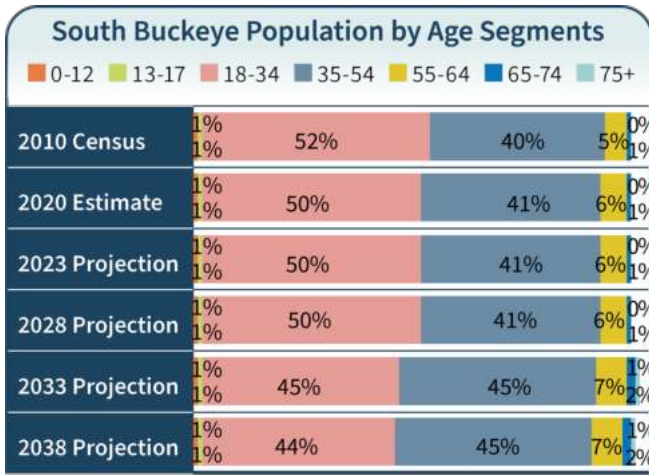 South Buckeye Population by Age Segments
0-12 13-17 18-34 35-54 55-64 65-74 75+
2010 Census 1% 1% 52% 40% 5% 0% 1%
2020 Estimate 1% 1% 50% 41% 6% 0% 1%
2023 Projection 1% 1% 50% 41% 6% 0% 1%
2028 Projection 1% 1% 50% 41% 6% 0% 1%
2033 Projection 1% 1% 45% 45% 7% 1% 2%
2038 Projection 1% 1% 44% 45% 7% 1% 2%